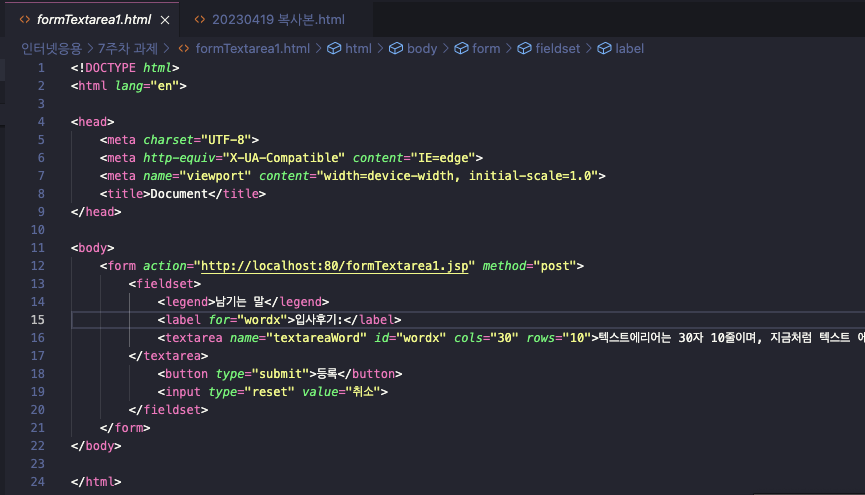 formTextarea1.html
20230419 복사본.html
인터넷응용 > 7주차 과제 > formTextarea1.html > html > body > form > fieldset > label
1 <!DOCTYPE html>
2 <html lang="en">
3
4 <head>
5 <meta charset="UTF-8">
6 <meta http-equiv="X-UA-Compatible" content="IE=edge">
7 <meta name="viewport" content="width=device-width, initial-scale=1.0">
8 <title>Document</title>
9 </head>
10
11 <body>
12 <form action="http://localhost:80/formTextarea1.jsp" method="post">
13 <fieldset>
14 <legend>남기는 말</legend>
15 <label for="wordx">입사후기:</label>
16 <textarea name="textareaWord" id="wordx" cols="30" rows="10">텍스트에리어는 30자 10줄이며, 지금처럼 텍스트
17 </textarea>
18 <button type="submit">등록</button>
19 <input type="reset" value="취소">
20 </fieldset>
21 </form>
22 </body>
23
24 </html>